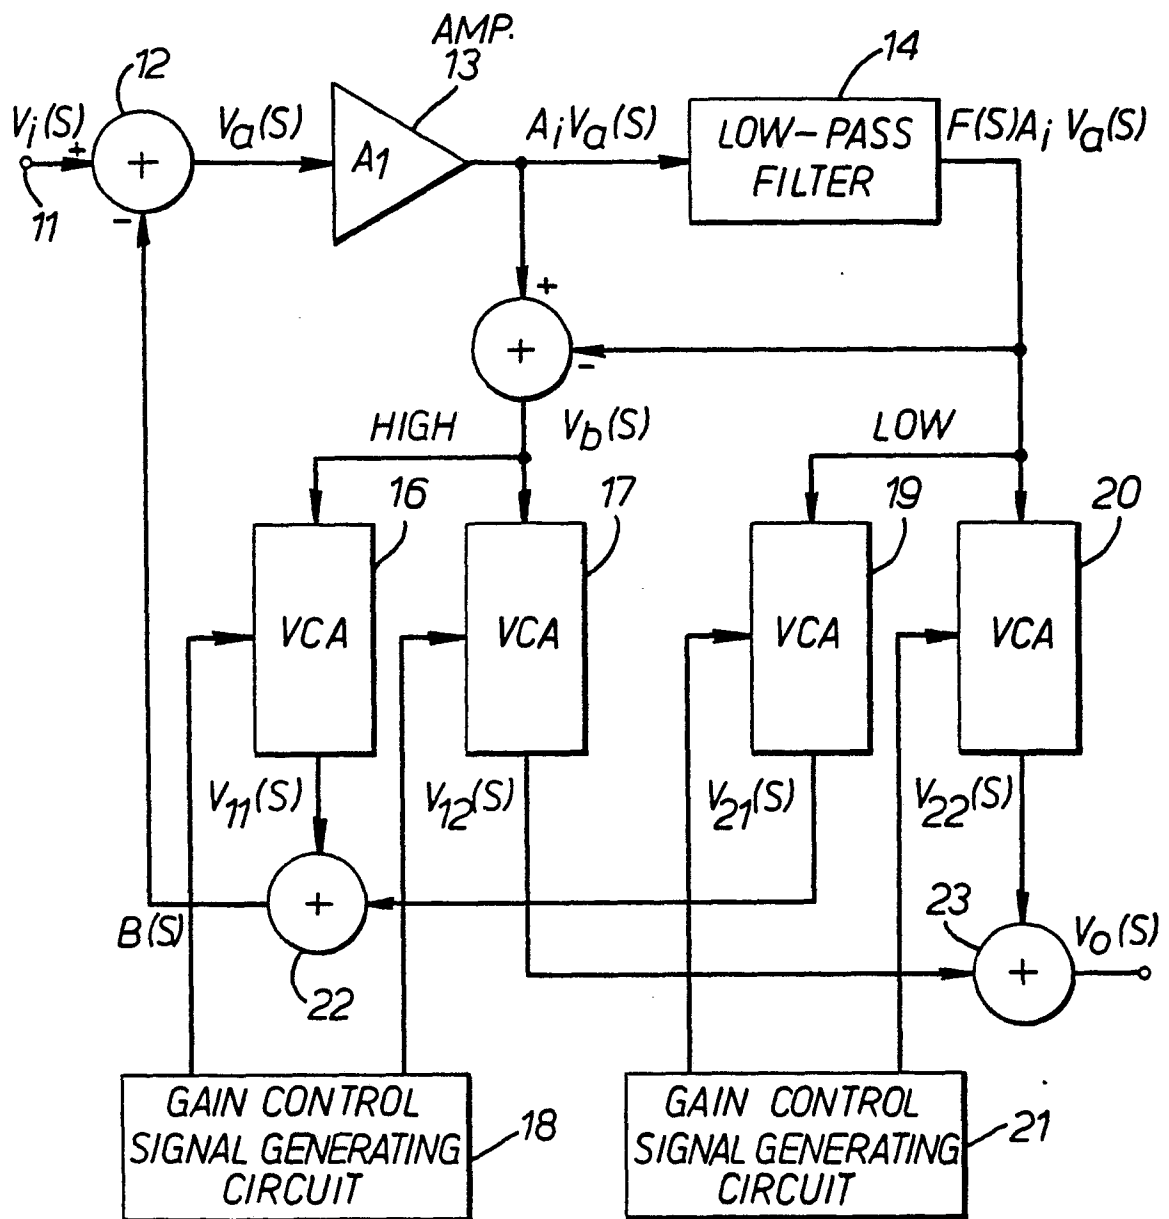 AMP.
13
12
14
Vi(S)
+
Va(S)
AiVa(S)
LOW-PASS
FILTER
F(S)Ai Va(S)
+
A1
11
-
+
+
-
HIGH
Vb(S)
LOW
16
17
19
20
VCA
VCA
VCA
VCA
V11(S)
V12(S)
V21(S)
V22(S)
+
B(S)
22
23
Vo(S)
+
GAIN CONTROL
SIGNAL GENERATING
CIRCUIT
18
GAIN CONTROL
SIGNAL GENERATING
CIRCUIT
21